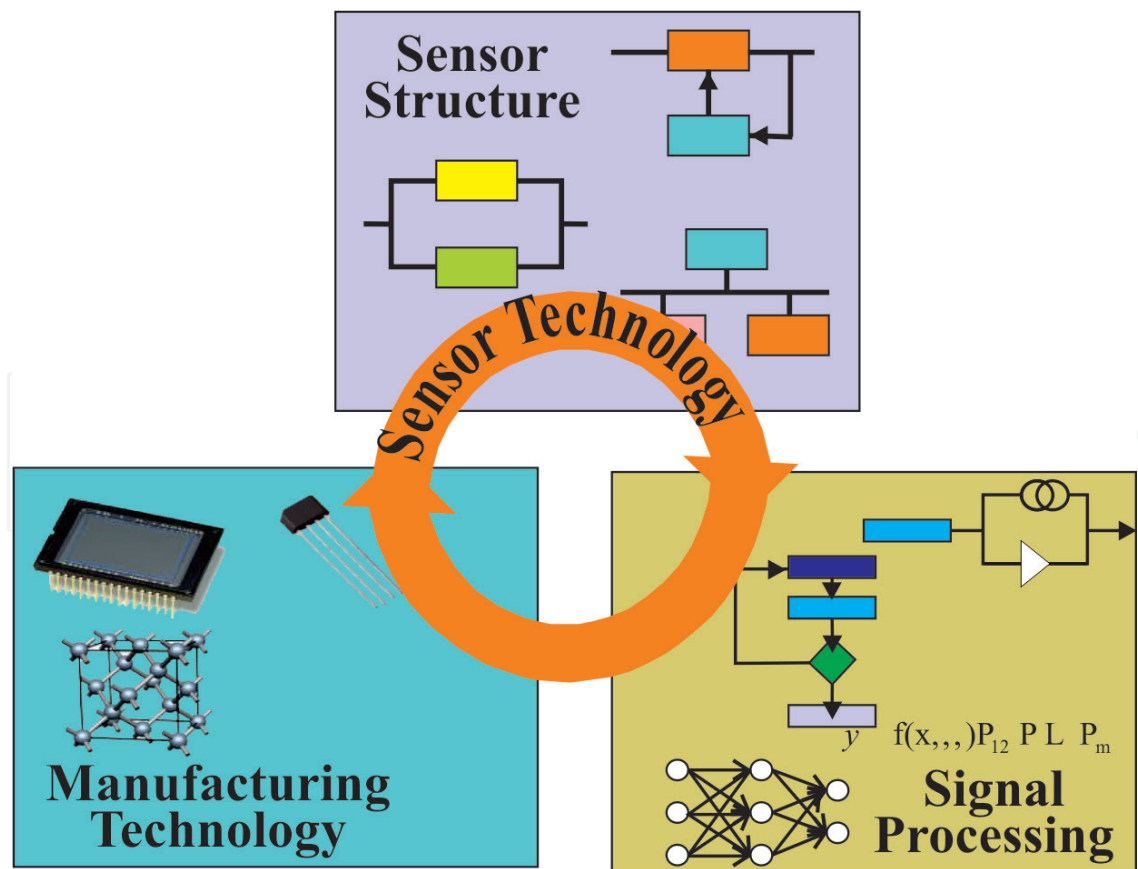 Sensor
Structure
Sensor Technology
Manufacturing
Technology
y f(x,,,)P12 P L Pm
Signal
Processing